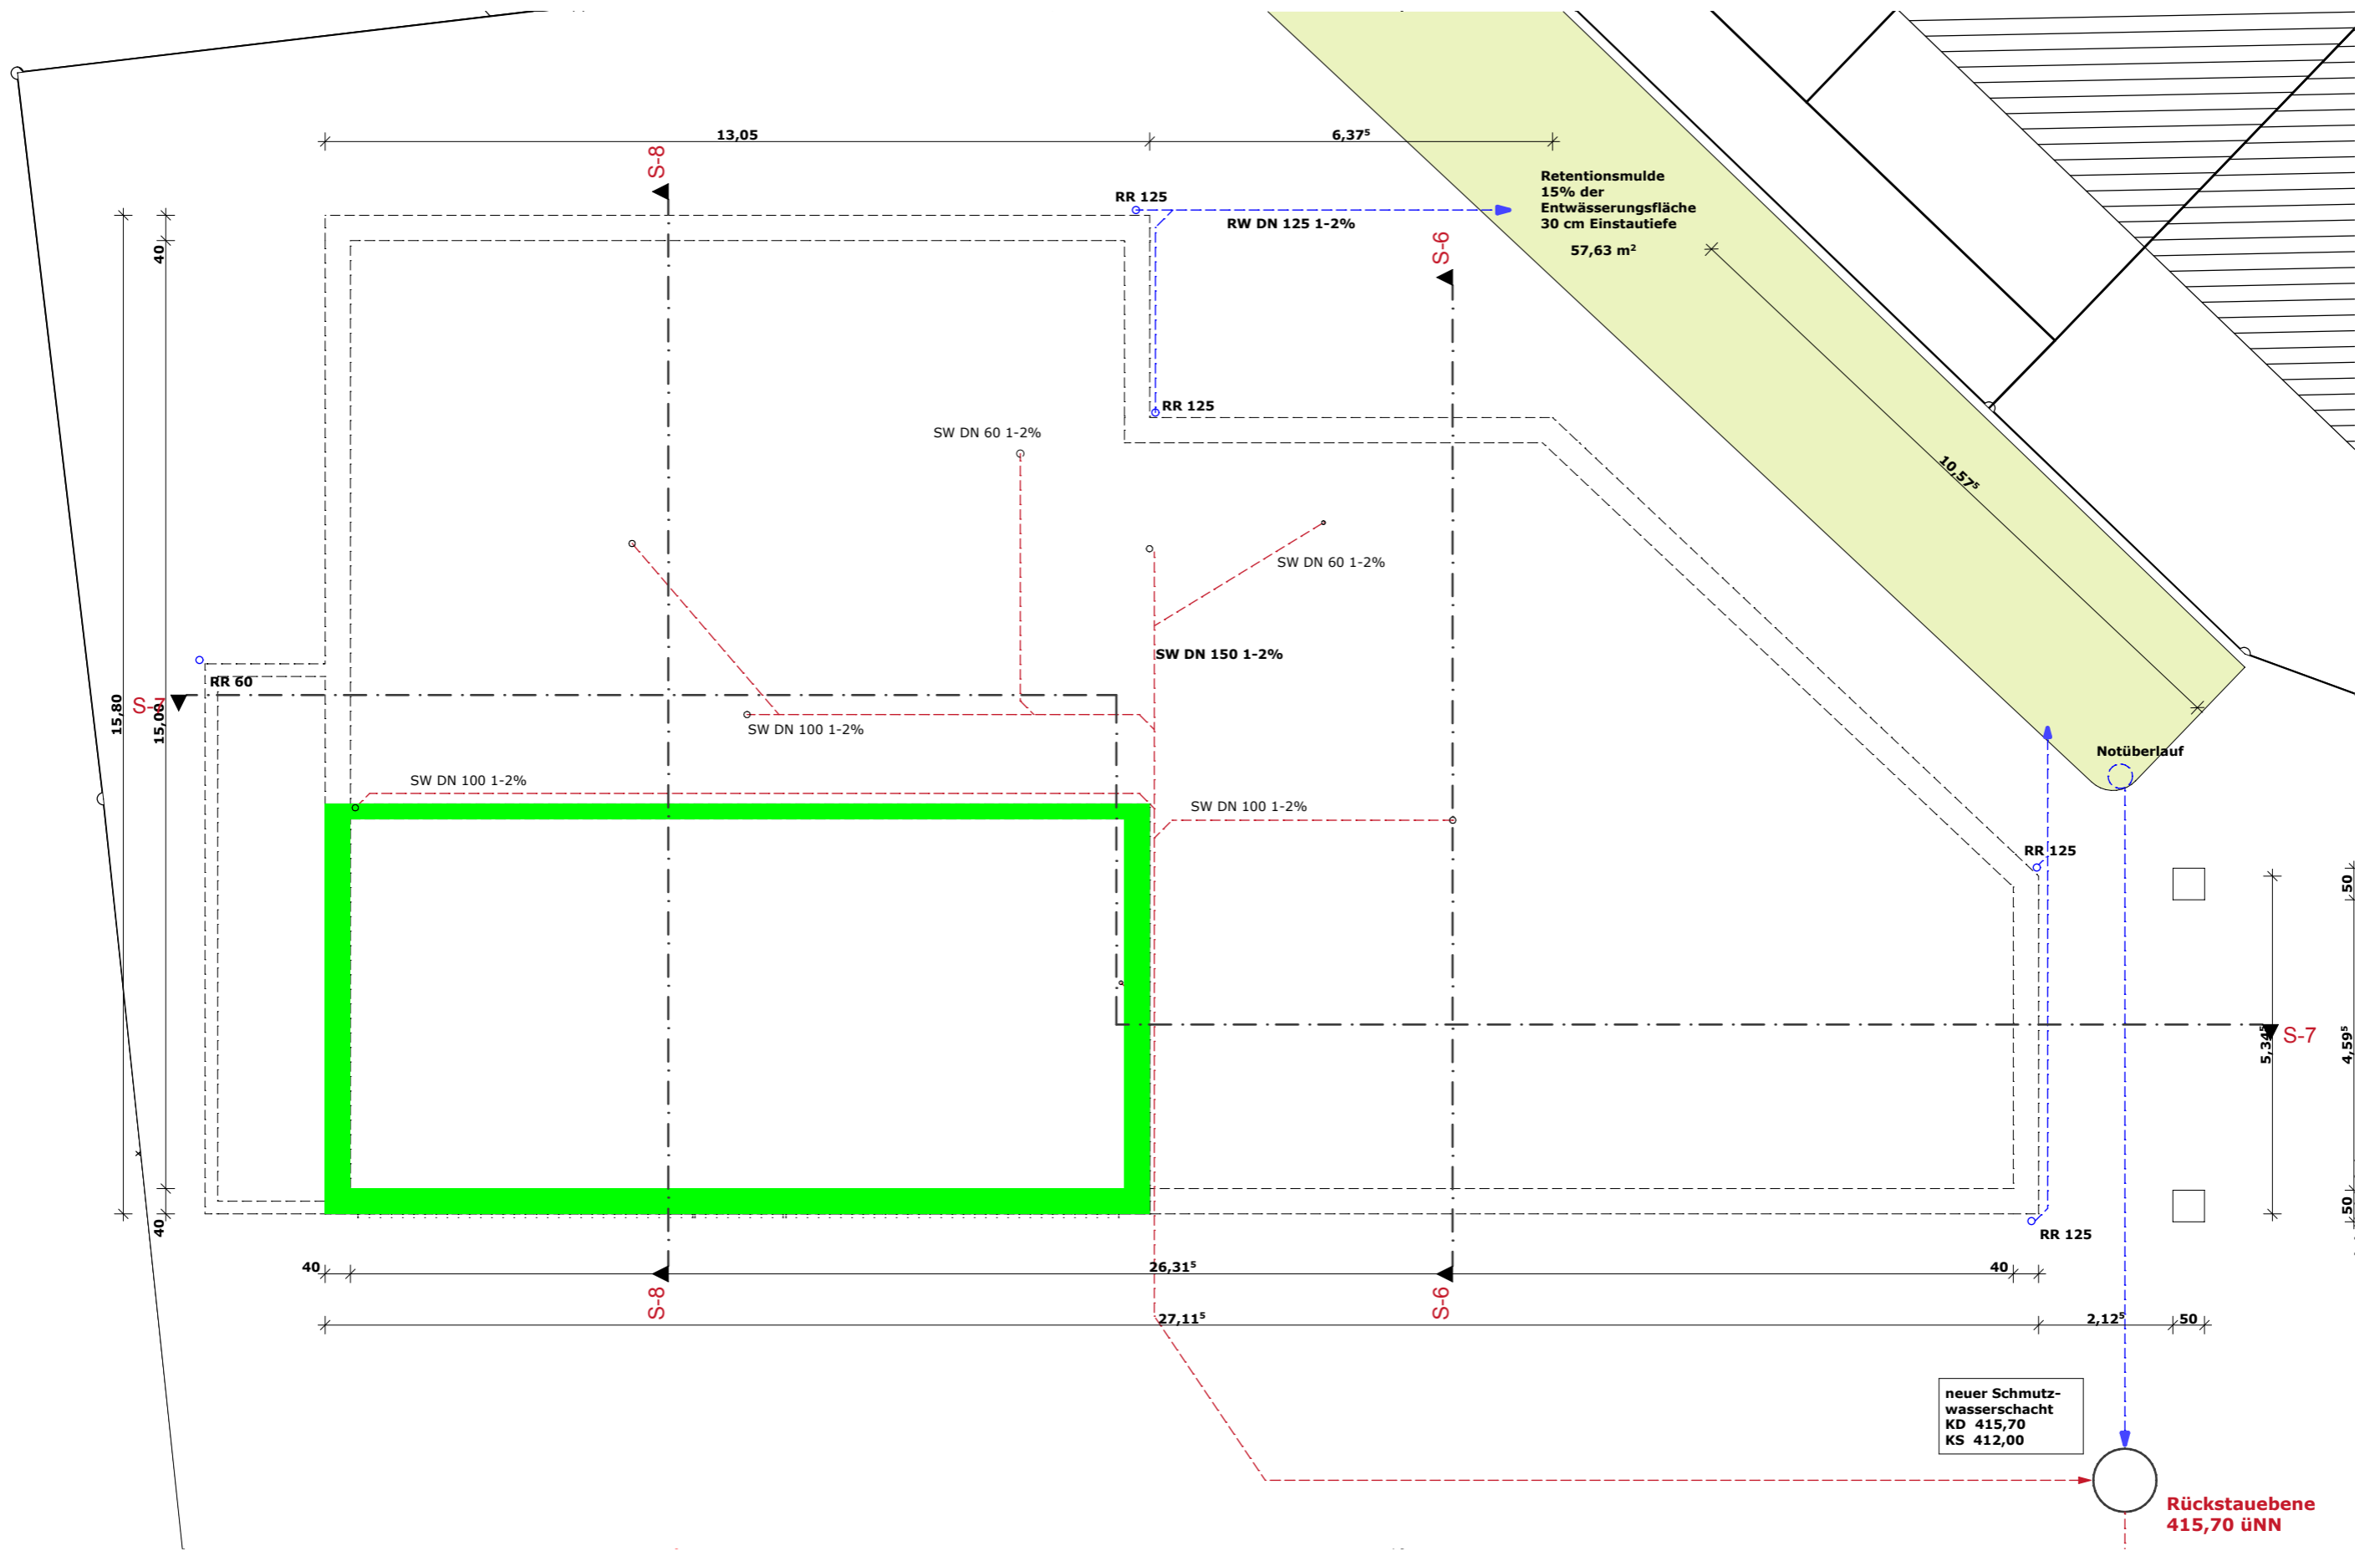 13,05
6,37⁵
S-8
40
RR 125
RW DN 125 1-2%
S-6
Retentionsmulde
15% der
Entwässerungsfläche
30 cm Einstautiefe
57,63 m²
RR 125
SW DN 60 1-2%
10,57⁵
SW DN 60 1-2%
SW DN 150 1-2%
RR 60
15,80
15,00
SW DN 100 1-2%
Notüberlauf
SW DN 100 1-2%
SW DN 100 1-2%
RR 125
50
5,34⁵
S-7
4,59⁵
50
40
RR 125
40
26,31⁵
40
S-8
S-6
27,11⁵
2,12⁵
50
neuer Schmutz-
wasserschacht
KD 415,70
KS 412,00
Rückstauebene
415,70 üNN